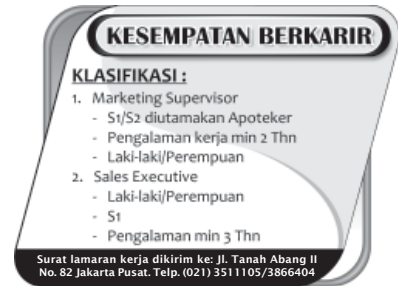 KESEMPATAN BERKARIR
KLASIFIKASI :
1. Marketing Supervisor
- S1/S2 diutamakan Apoteker
- Pengalaman kerja min 2 Thn
- Laki-laki/Perempuan
2. Sales Executive
- Laki-laki/Perempuan
- S1
- Pengalaman min 3 Thn
Surat lamaran kerja dikirim ke: Jl. Tanah Abang II
No. 82 Jakarta Pusat. Telp. (021) 3511105/3866404